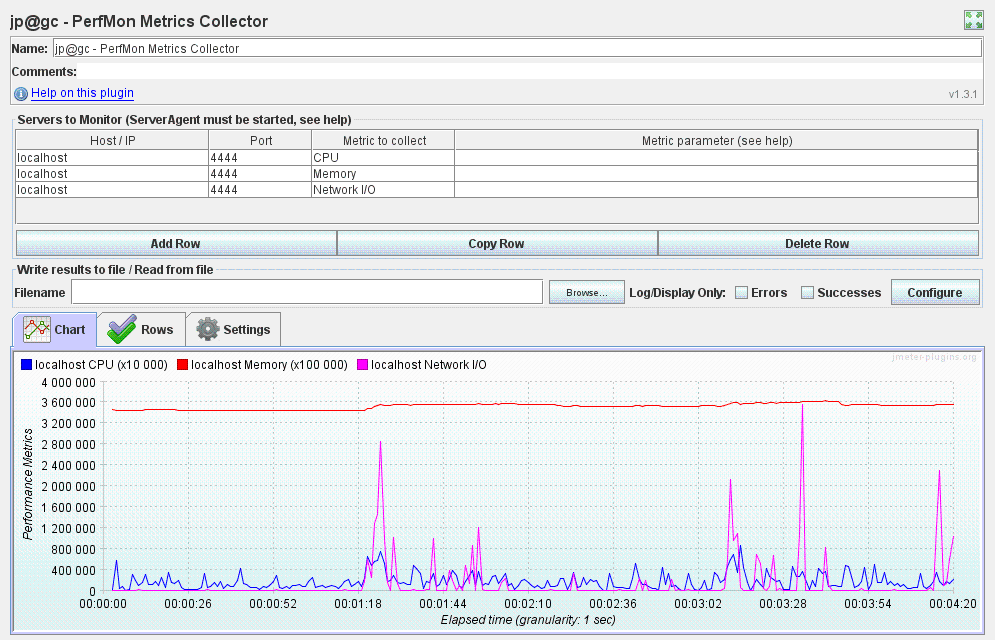 jp@gc - PerfMon Metrics Collector
Name: jp@gc - PerfMon Metrics Collector
Comments:
Help on this plugin
v1.3.1
Servers to Monitor (ServerAgent must be started, see help)
Host / IP Port Metric to collect Metric parameter (see help)
localhost 4444 CPU
localhost 4444 Memory
localhost 4444 Network I/O
Add Row Copy Row Delete Row
Write results to file / Read from file
Filename Browse... Log/Display Only: Errors Successes Configure
Chart Rows Settings
jmeter-plugins.org
localhost CPU (x10 000) localhost Memory (x100 000) localhost Network I/O
4 000 000
3 600 000
3 200 000
2 800 000
2 400 000
2 000 000
1 600 000
1 200 000
800 000
400 000
0
Performance Metrics
00:00:00 00:00:26 00:00:52 00:01:18 00:01:44 00:02:10 00:02:36 00:03:02 00:03:28 00:03:54 00:04:20
Elapsed time (granularity: 1 sec)